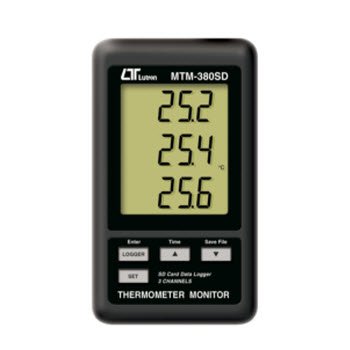 LT Lutron MTM-380SD
25.2
25.4
°C
25.6
Enter Time Save File
LOGGER ▲ ▼
SET SD Card Data Logger
3 CHANNELS
THERMOMETER MONITOR